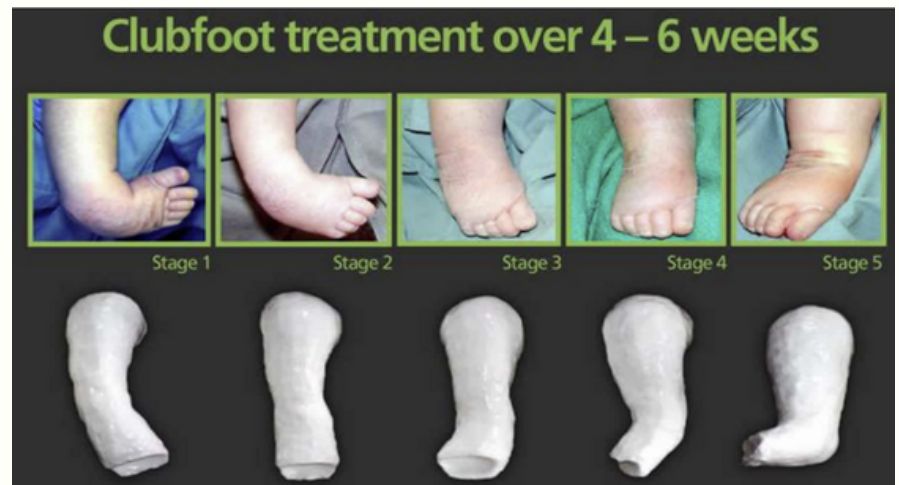 Clubfoot treatment over 4 – 6 weeks
Stage 1
Stage 2
Stage 3
Stage 4
Stage 5